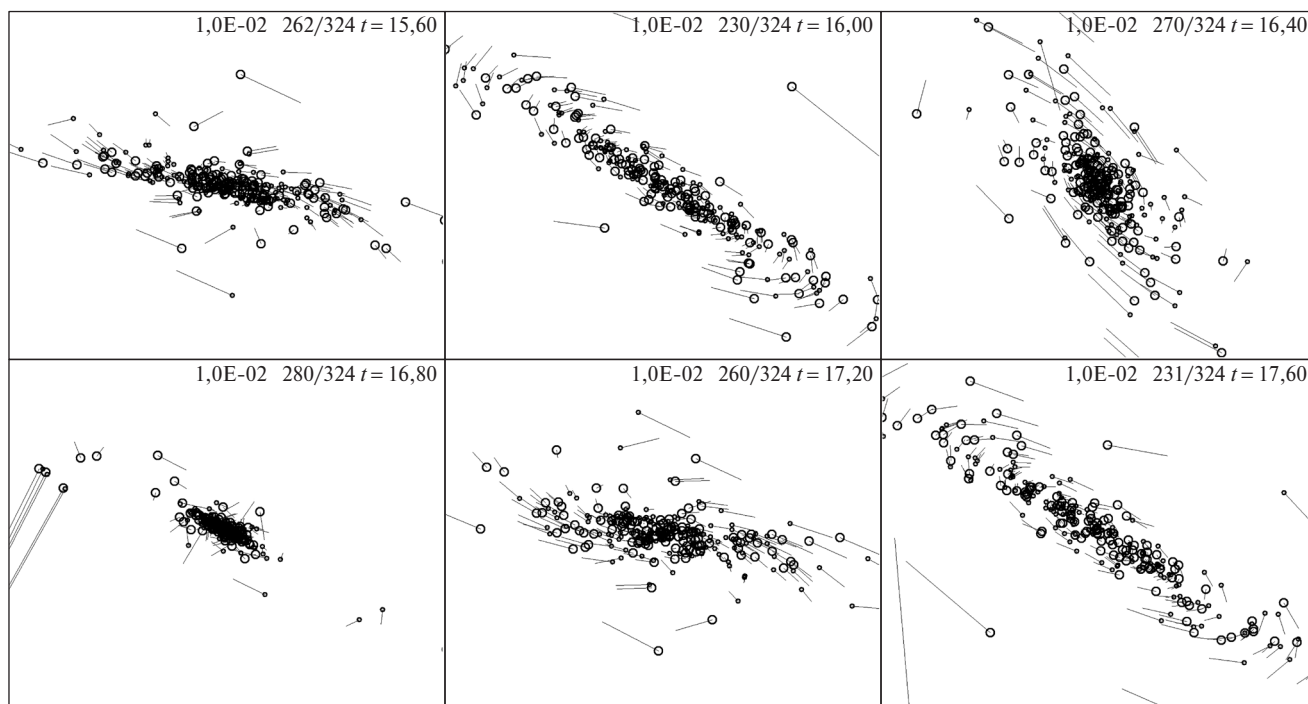 1,0E-02 262/324 t = 15,60
1,0E-02 230/324 t = 16,00
1,0E-02 270/324 t = 16,40
1,0E-02 280/324 t = 16,80
1,0E-02 260/324 t = 17,20
1,0E-02 231/324 t = 17,60